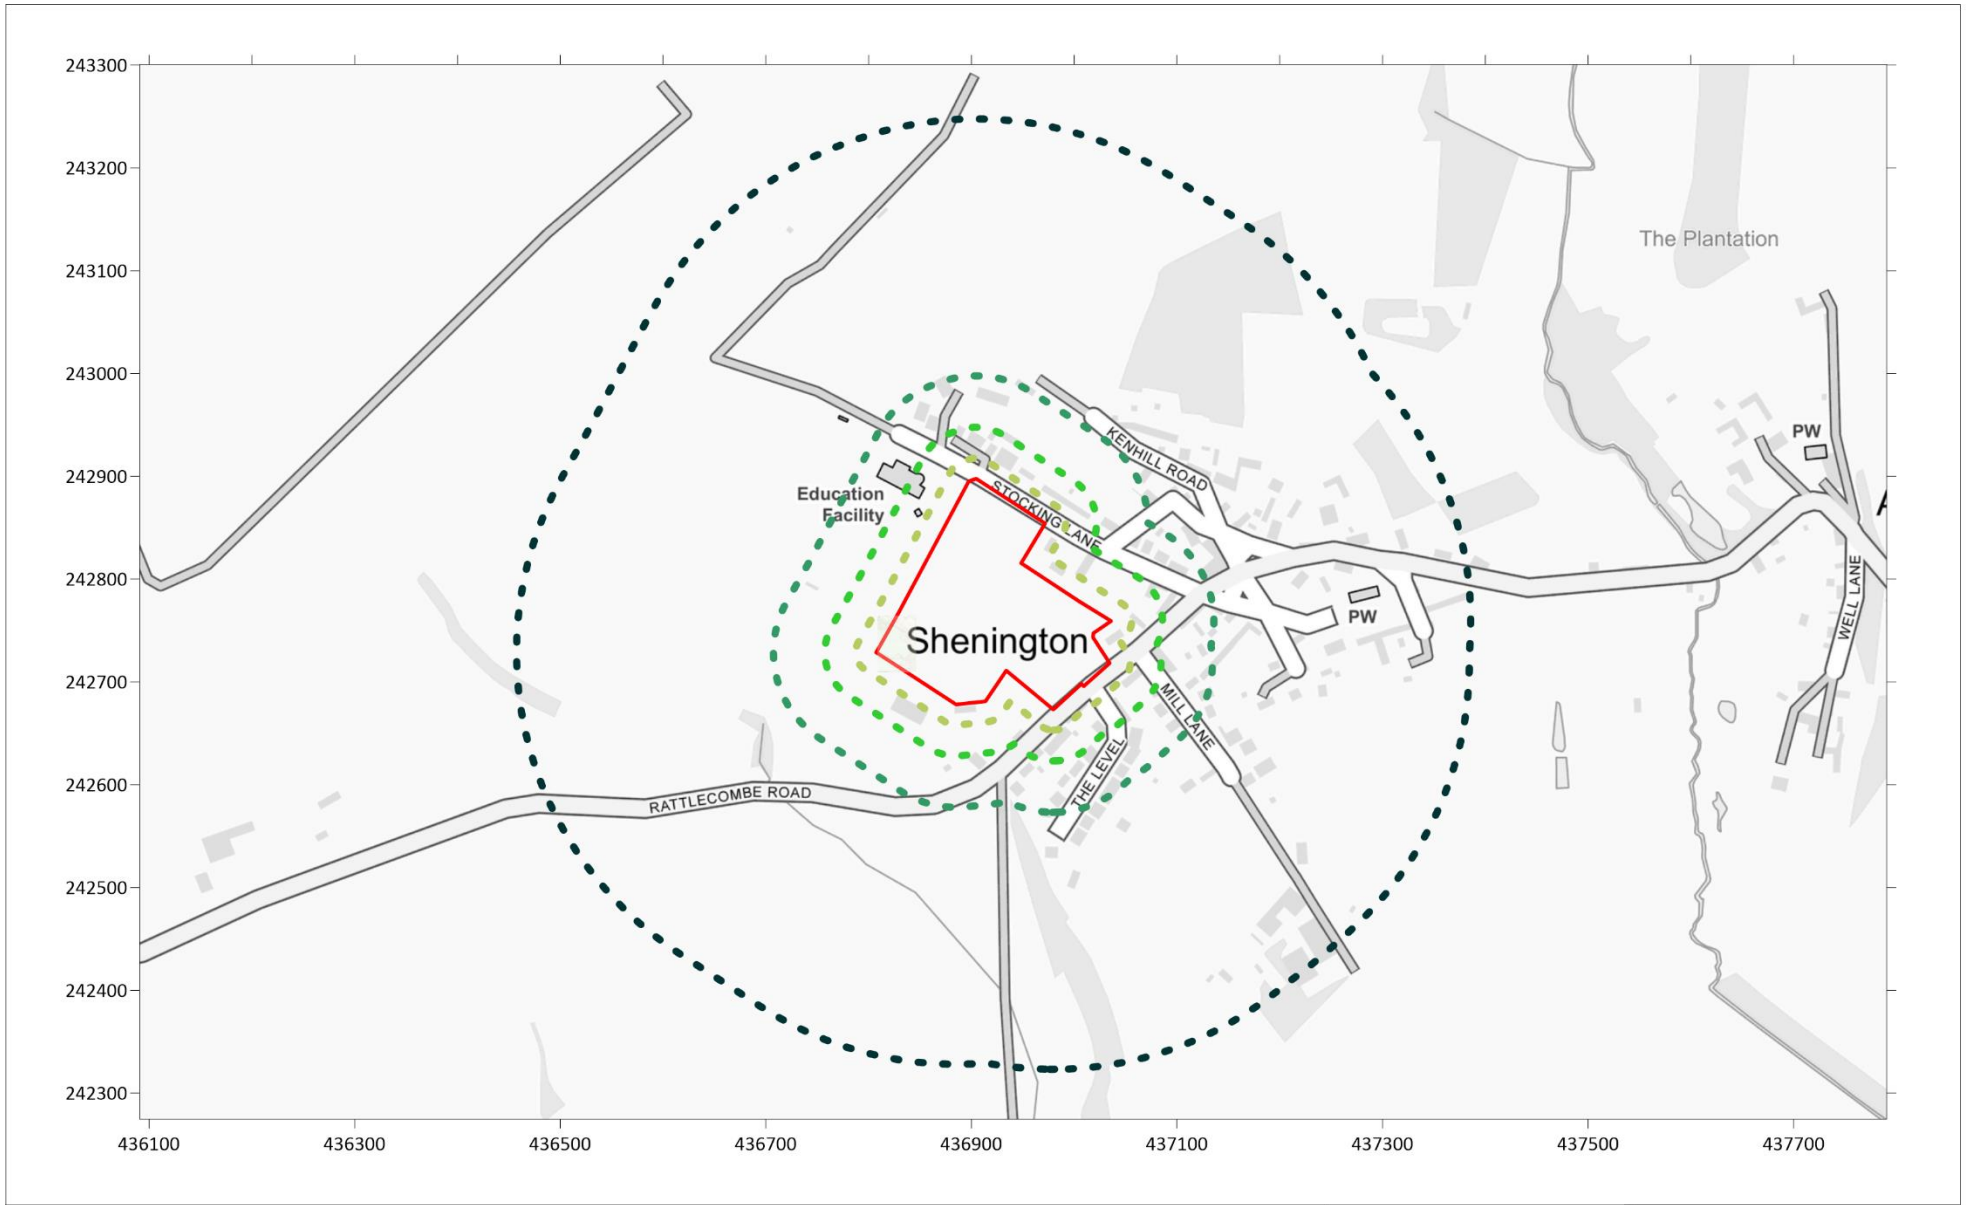 243300
243200
The Plantation
243100
243000
PW
KENHILL ROAD
242900
Education
Facility
STOCKING LANE
A
242800
WELL LANE
PW
Shenington
242700
MILL LANE
THE LEVEL
RATTLECOMBE ROAD
242600
242500
242400
242300
436100
436300
436500
436700
436900
437100
437300
437500
437700